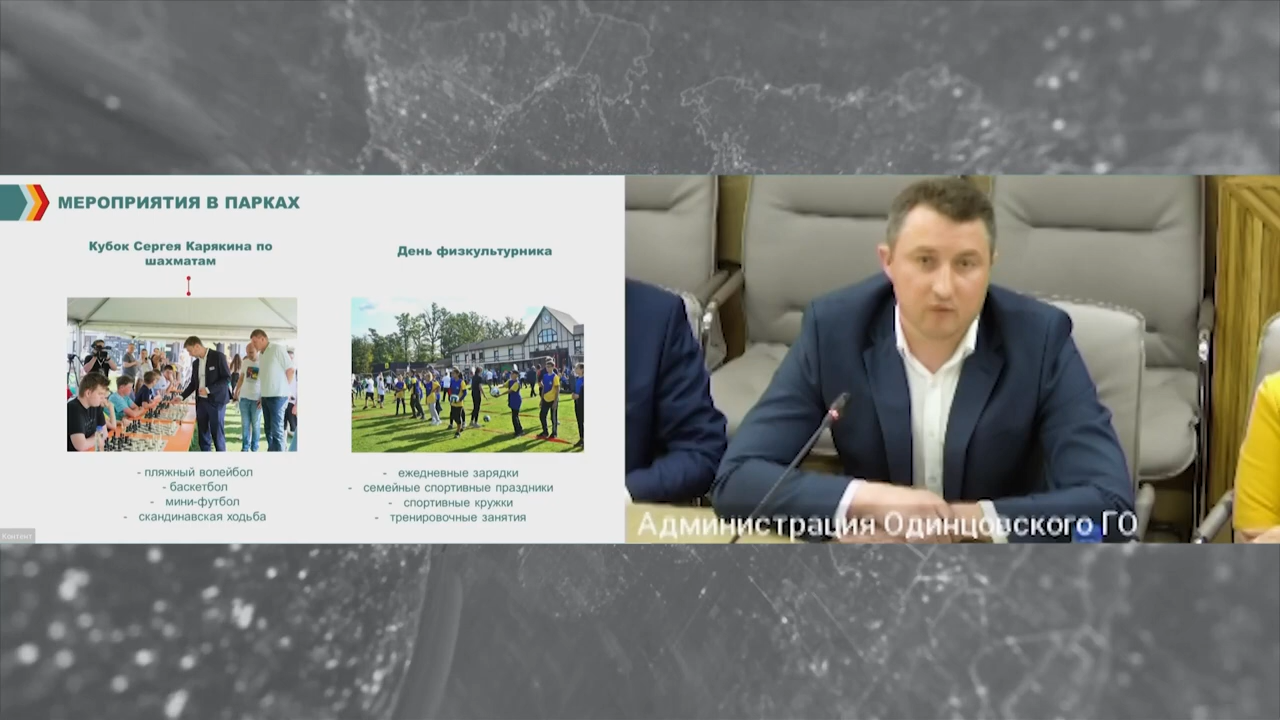 МЕРОПРИЯТИЯ В ПАРКАХ
Кубок Сергея Карякина по
шахматам
- пляжный волейбол
- баскетбол
- мини-футбол
- скандинавская ходьба
День физкультурника
- ежедневные зарядки
- семейные спортивные праздники
- спортивные кружки
- тренировочные занятия
Контент
Администрация Одинцовского ГО